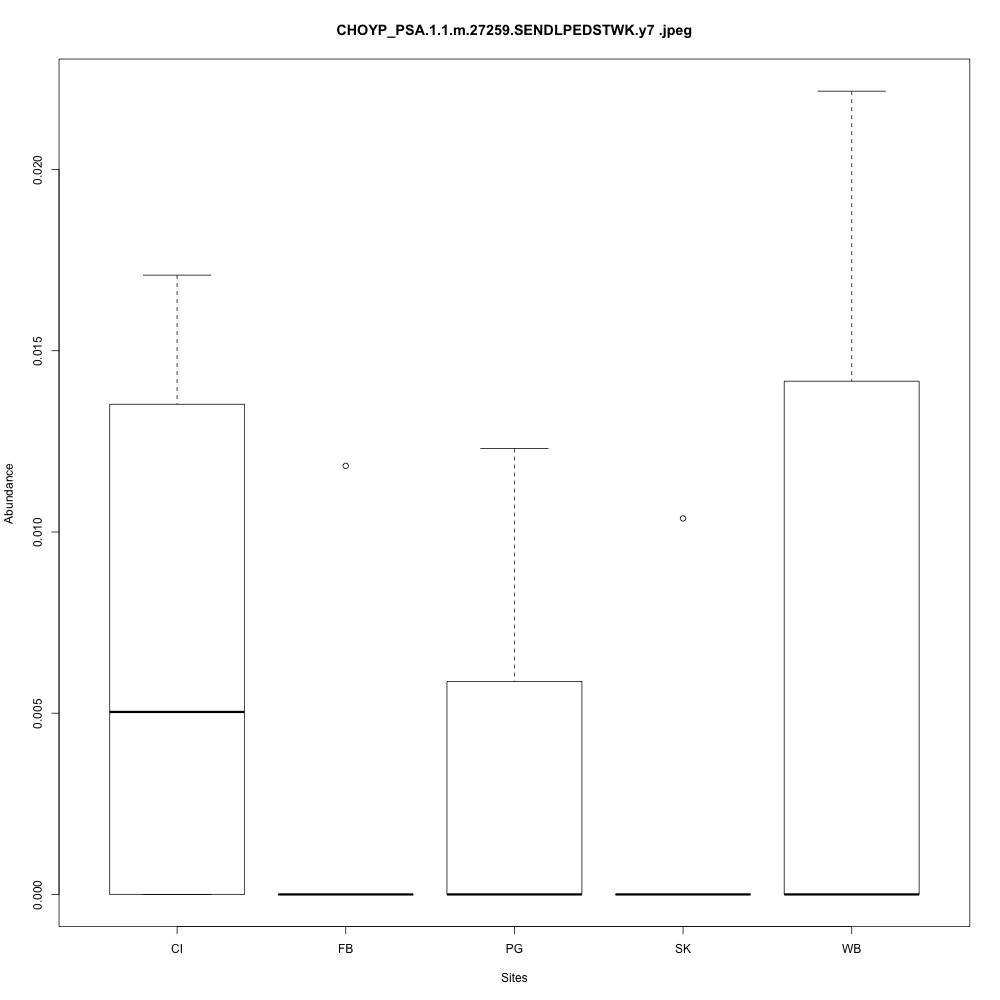 CHOYP_PSA.1.1.m.27259.SENDLPEDSTWK.y7 .jpeg
Abundance
0.020
0.015
0.010
0.005
0.000
CI FB PG SK WB
Sites